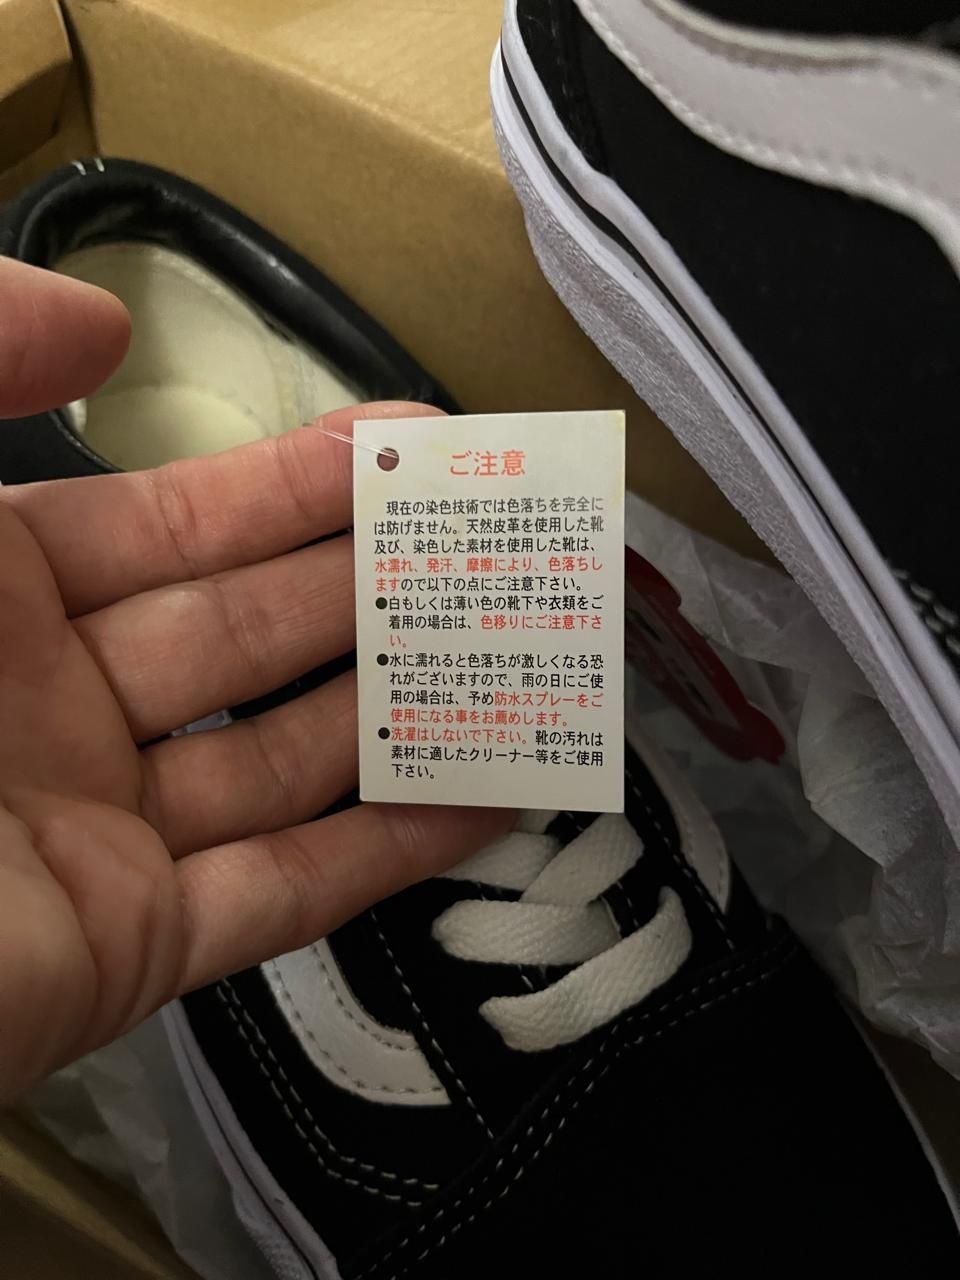 ご注意
現在の染色技術では色落ちを完全に
は防げません。天然皮革を使用した靴
及び、染色した素材を使用した靴は、
水濡れ、発汗、摩擦により、色落ちし
ますので以下の点にご注意下さい。
●白もしくは薄い色の靴下や衣類をご
着用の場合は、色移りにご注意下さ
い。
●水に濡れると色落ちが激しくなる恐
れがございますので、雨の日にご使
用の場合は、予め防水スプレーをご
使用になる事をお薦めします。
●洗濯はしないで下さい。靴の汚れは
素材に適したクリーナー等をご使用
下さい。